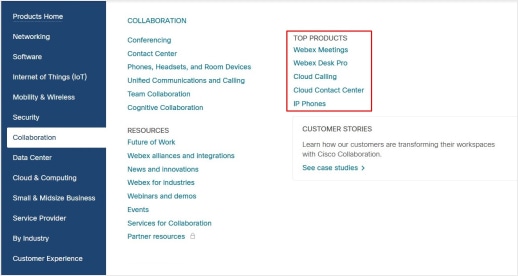 Products Home
Networking
Software
Internet of Things (IoT)
Mobility & Wireless
Security
Collaboration
Data Center
Cloud & Computing
Small & Midsize Business
Service Provider
By Industry
Customer Experience
COLLABORATION
Conferencing
Contact Center
Phones, Headsets, and Room Devices
Unified Communications and Calling
Team Collaboration
Cognitive Collaboration
RESOURCES
Future of Work
Webex alliances and integrations
News and innovations
Webex for industries
Webinars and demos
Events
Services for Collaboration
Partner resources
TOP PRODUCTS
Webex Meetings
Webex Desk Pro
Cloud Calling
Cloud Contact Center
IP Phones
CUSTOMER STORIES
Learn how our customers are transforming their workspaces
with Cisco Collaboration.
See case studies >